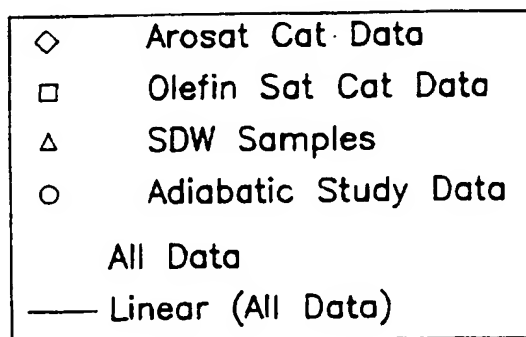 Arosat Cat Data
Olefin Sat Cat Data
SDW Samples
Adiabatic Study Data
All Data
Linear (All Data)